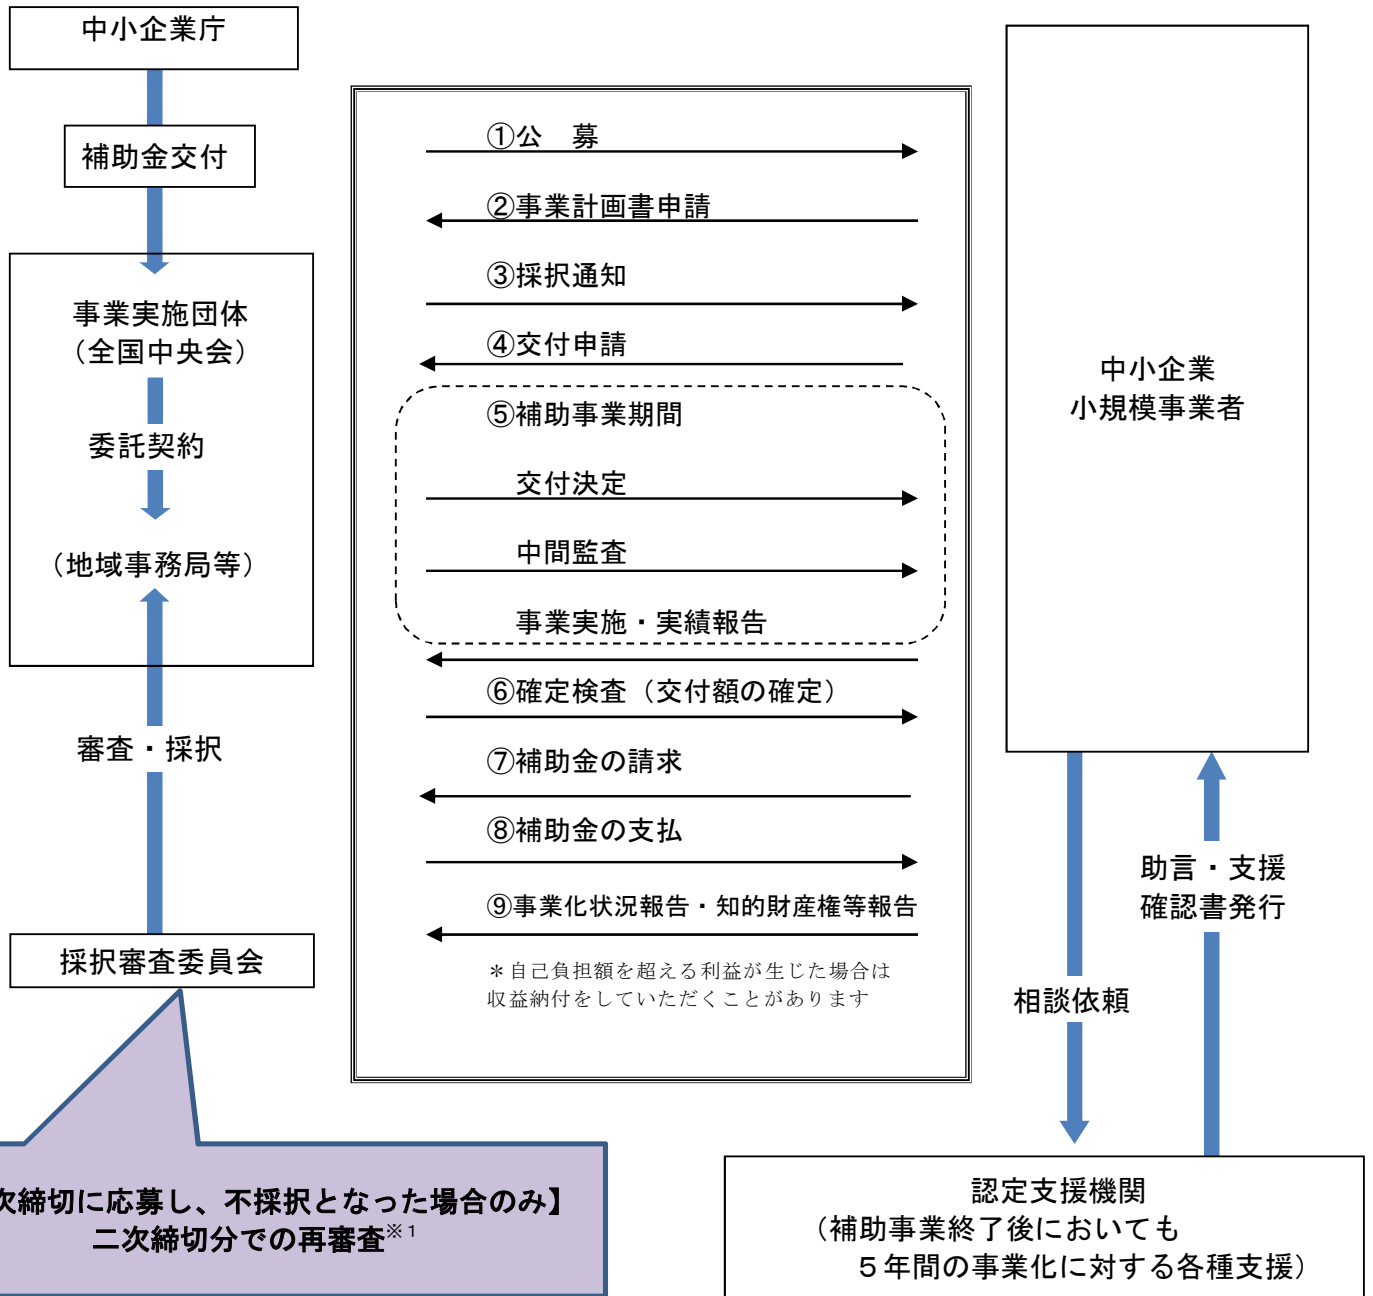 中小企業庁
補助金交付
事業実施団体
（全国中央会）
委託契約
（地域事務局等）
審査・採択
採択審査委員会
次締切に応募し、不採択となった場合のみ】
二次締切分での再審査※１
①公　募
②事業計画書申請
③採択通知
④交付申請
⑤補助事業期間
交付決定
中間監査
事業実施・実績報告
⑥確定検査（交付額の確定）
⑦補助金の請求
⑧補助金の支払
⑨事業化状況報告・知的財産権等報告
＊自己負担額を超える利益が生じた場合は
収益納付をしていただくことがあります
中小企業
小規模事業者
助言・支援
確認書発行
相談依頼
認定支援機関
（補助事業終了後においても
５年間の事業化に対する各種支援）